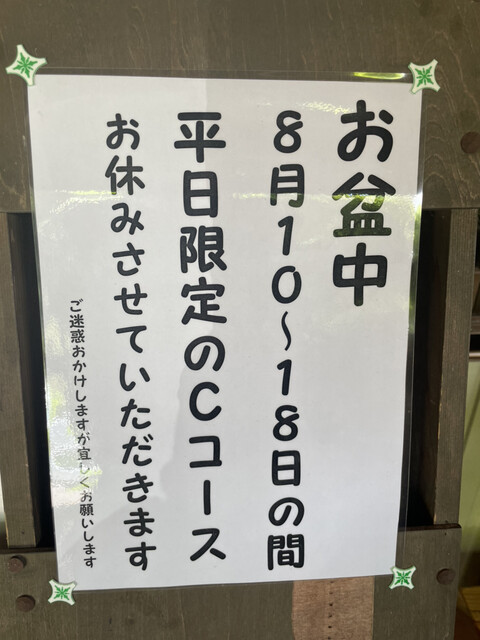 お盆中
8月10〜18日の間
平日限定のCコース
お休みさせていただきます
ご迷惑おかけしますが宜しくお願いします